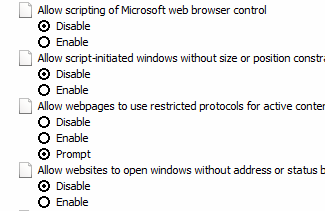 Allow scripting of Microsoft web browser control
Disable
Enable
Allow script-initiated windows without size or position
Disable
Enable
Allow webpages to use restricted protocols for active
Disable
Enable
Prompt
Allow websites to open windows without address or status
Disable
Enable